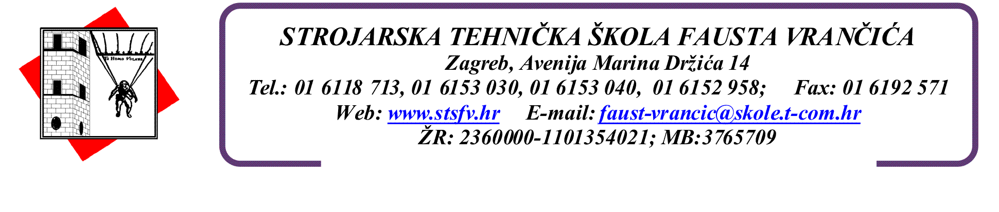 STROJARSKA TEHNIČKA ŠKOLA FAUSTA VRANČIĆA
Zagreb, Avenija Marina Držića 14
Tel.: 01 6118 713, 01 6153 030, 01 6153 040, 01 6152 958; Fax: 01 6192 571
Web: www.stsfv.hr E-mail: faust-vrancic@skole.t-com.hr
ŽR: 2360000-1101354021; MB:3765709
HOMO VOLANS